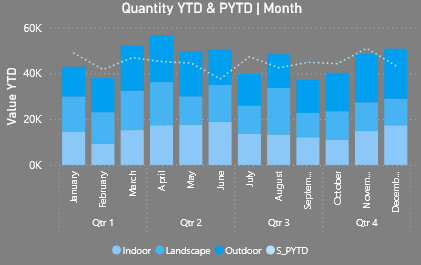 Quantity YTD & PYTD | Month
Value YTD
60K
40K
20K
0K
January
February
March
April
May
June
July
August
Septem...
October
Novem...
Decemb...
Qtr 1
Qtr 2
Qtr 3
Qtr 4
Indoor Landscape Outdoor S_PYTD